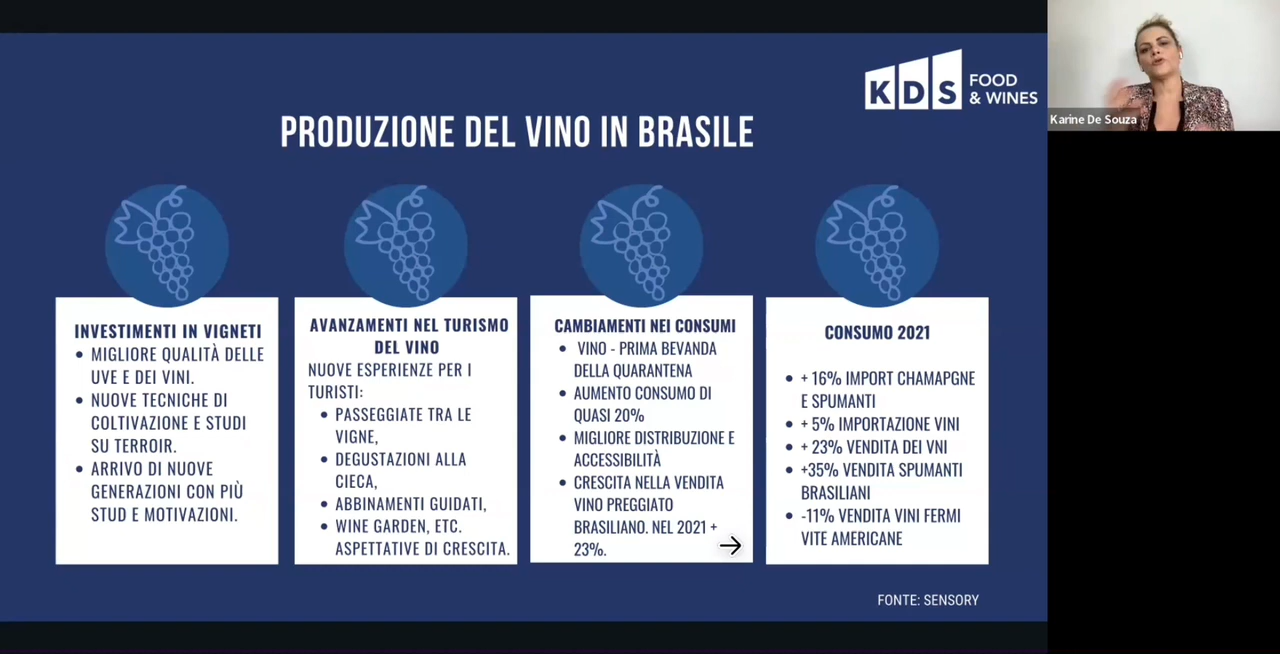 KDS FOOD
& WINES
Karine De Souza
PRODUZIONE DEL VINO IN BRASILE
INVESTIMENTI IN VIGNETI
• MIGLIORE QUALITÀ DELLE
UVE E DEI VINI.
• NUOVE TECNICHE DI
COLTIVAZIONE E STUDI
SU TERROIR.
• ARRIVO DI NUOVE
GENERAZIONI CON PIÙ
STUD E MOTIVAZIONI.
AVANZAMENTI NEL TURISMO
DEL VINO
NUOVE ESPERIENZE PER I
TURISTI:
• PASSEGGIATE TRA LE
VIGNE,
• DEGUSTAZIONI ALLA
CIECA,
• ABBINAMENTI GUIDATI,
• WINE GARDEN, ETC.
ASPETTATIVE DI CRESCITA.
CAMBIAMENTI NEI CONSUMI
• VINO - PRIMA BEVANDA
DELLA QUARANTENA
• AUMENTO CONSUMO DI
QUASI 20%
• MIGLIORE DISTRIBUZIONE E
ACCESSIBILITÀ
• CRESCITA NELLA VENDITA
VINO PREGGIATO
BRASILIANO. NEL 2021 +
23%.
CONSUMO 2021
• + 16% IMPORT CHAMAPGNE
E SPUMANTI
• + 5% IMPORTAZIONE VINI
• + 23% VENDITA DEI VNI
• +35% VENDITA SPUMANTI
BRASILIANI
• -11% VENDITA VINI FERMI
VITE AMERICANE
FONTE: SENSORY